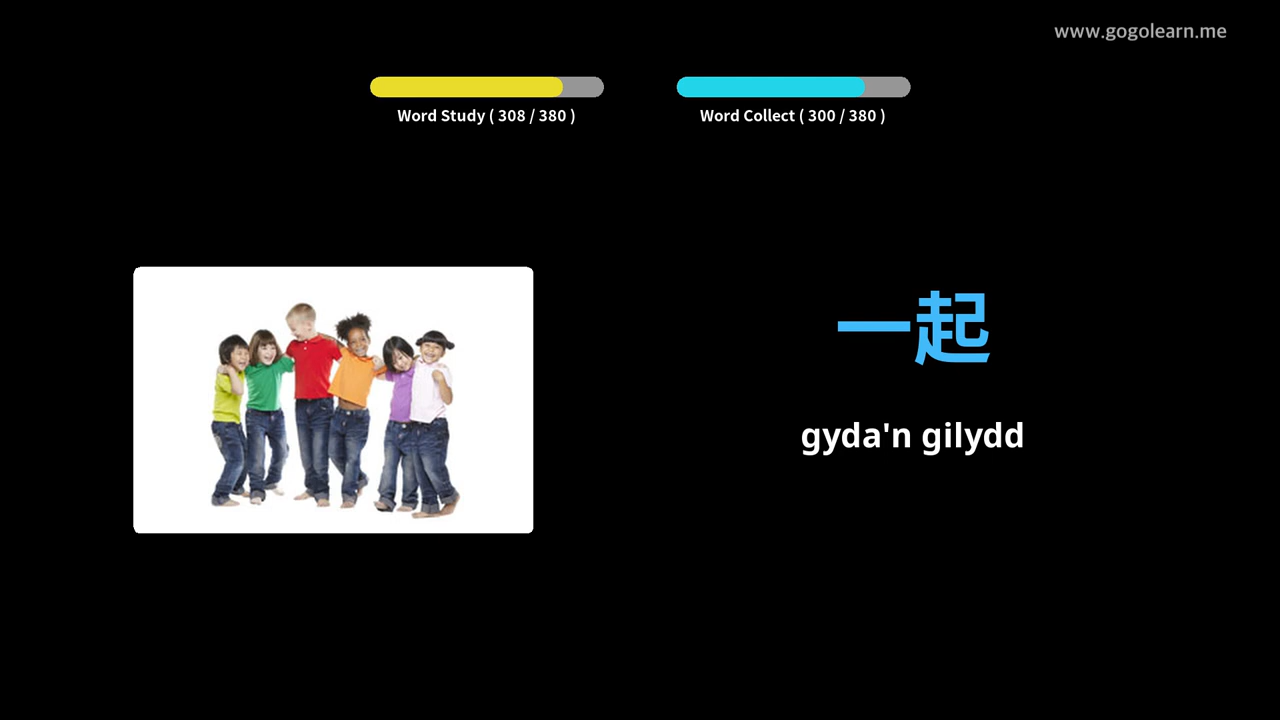 www.gogolearn.me
Word Study ( 308 / 380 )
Word Collect ( 300 / 380 )
一起
gyda'n gilydd